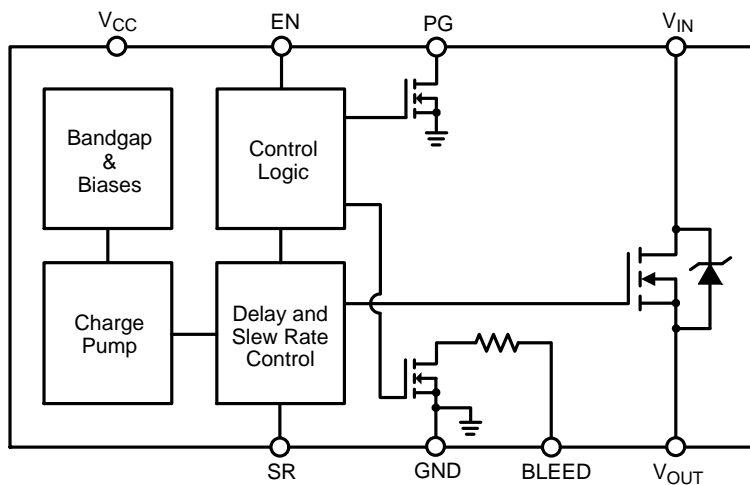 VCC
EN
PG
VIN
Bandgap
&
Biases
Control
Logic
Charge
Pump
Delay and
Slew Rate
Control
SR
GND
BLEED
VOUT